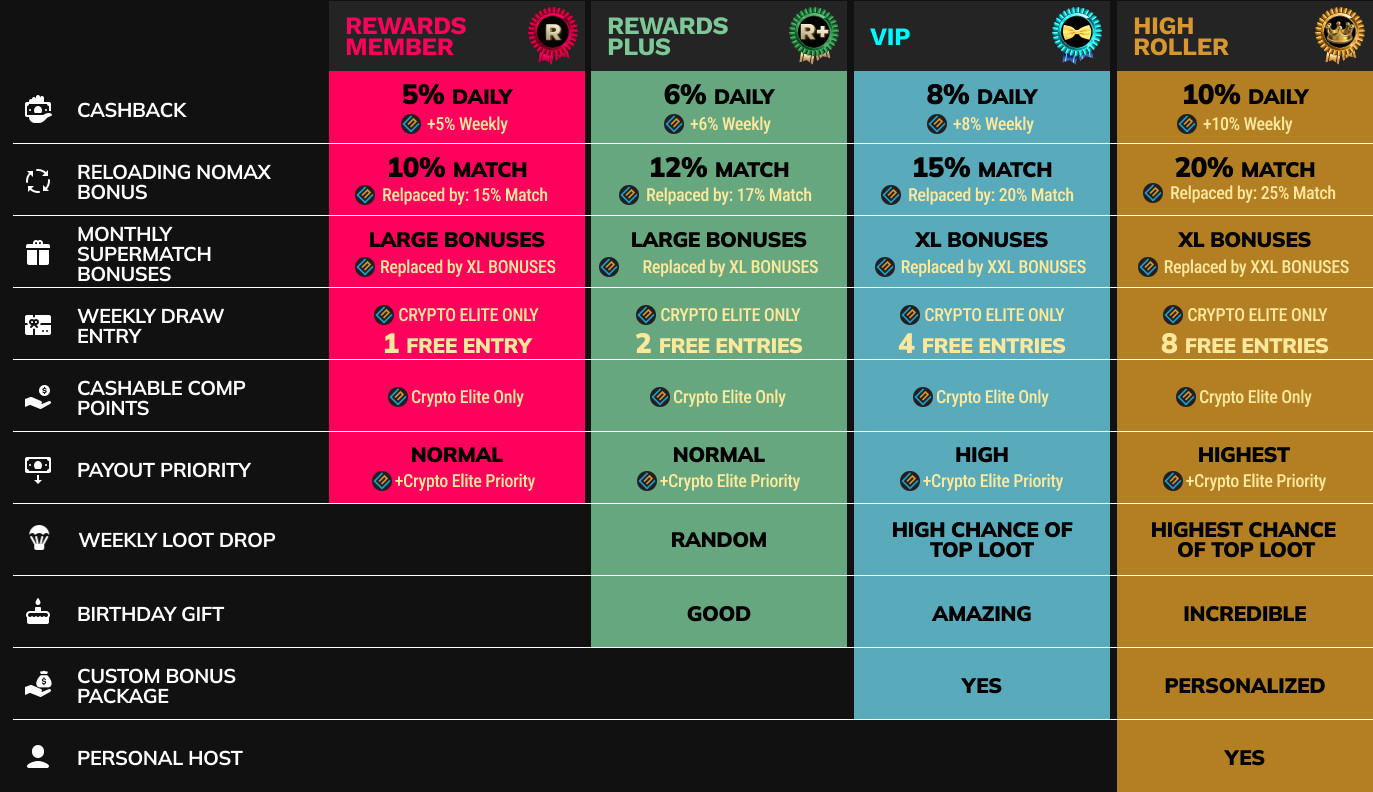 REWARDS
MEMBER
R
REWARDS
PLUS
R+
VIP
HIGH
ROLLER
CASHBACK
5% DAILY
+5% Weekly
6% DAILY
+6% Weekly
8% DAILY
+8% Weekly
10% DAILY
+10% Weekly
RELOADING NOMAX
BONUS
10% MATCH
Relpaced by: 15% Match
12% MATCH
Relpaced by: 17% Match
15% MATCH
Relpaced by: 20% Match
20% MATCH
Relpaced by: 25% Match
MONTHLY
SUPERMATCH
BONUSES
LARGE BONUSES
Replaced by XL BONUSES
LARGE BONUSES
Replaced by XL BONUSES
XL BONUSES
Replaced by XXL BONUSES
XL BONUSES
Replaced by XXL BONUSES
WEEKLY DRAW
ENTRY
CRYPTO ELITE ONLY
1 FREE ENTRY
CRYPTO ELITE ONLY
2 FREE ENTRIES
CRYPTO ELITE ONLY
4 FREE ENTRIES
CRYPTO ELITE ONLY
8 FREE ENTRIES
CASHABLE COMP
POINTS
Crypto Elite Only
Crypto Elite Only
Crypto Elite Only
Crypto Elite Only
PAYOUT PRIORITY
NORMAL
+Crypto Elite Priority
NORMAL
+Crypto Elite Priority
HIGH
+Crypto Elite Priority
HIGHEST
+Crypto Elite Priority
WEEKLY LOOT DROP
RANDOM
HIGH CHANCE OF
TOP LOOT
HIGHEST CHANCE
OF TOP LOOT
BIRTHDAY GIFT
GOOD
AMAZING
INCREDIBLE
CUSTOM BONUS
PACKAGE
YES
PERSONALIZED
PERSONAL HOST
YES